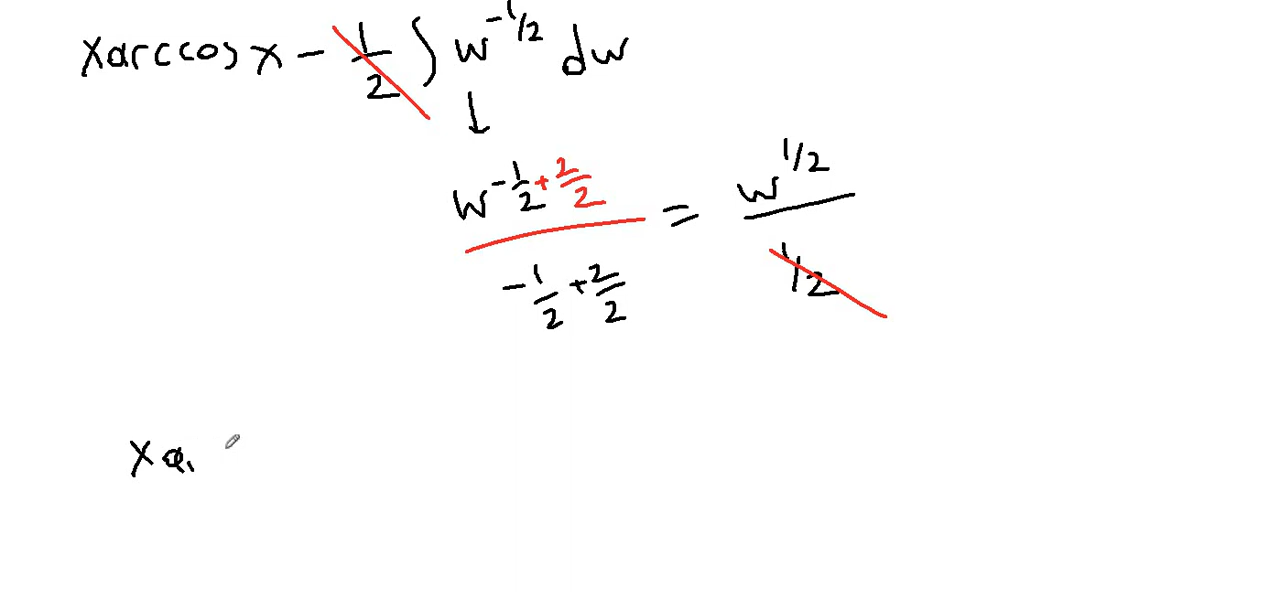 xarccos x - 1/2 ∫ w^-1/2 dw
↓
w^-1/2+2/2 / -1/2+2/2 = w^1/2 / 1/2
x